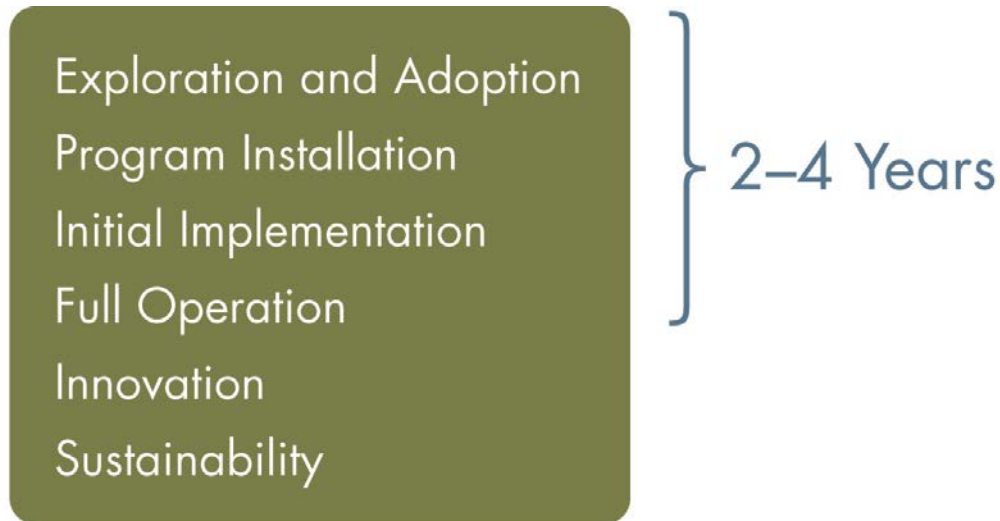 Exploration and Adoption
Program Installation
Initial Implementation
Full Operation
Innovation
Sustainability
2–4 Years